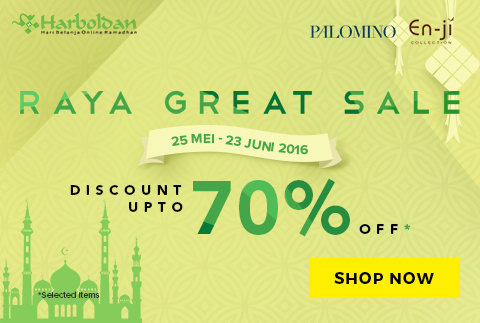 Harboldan
Hari Belanja Online Ramadhan
PALOMINO
En-ji
COLLECTION
RAYA GREAT SALE
25 MEI - 23 JUNI 2016
DISCOUNT
UPTO
70%
OFF*
SHOP NOW
*Selected items